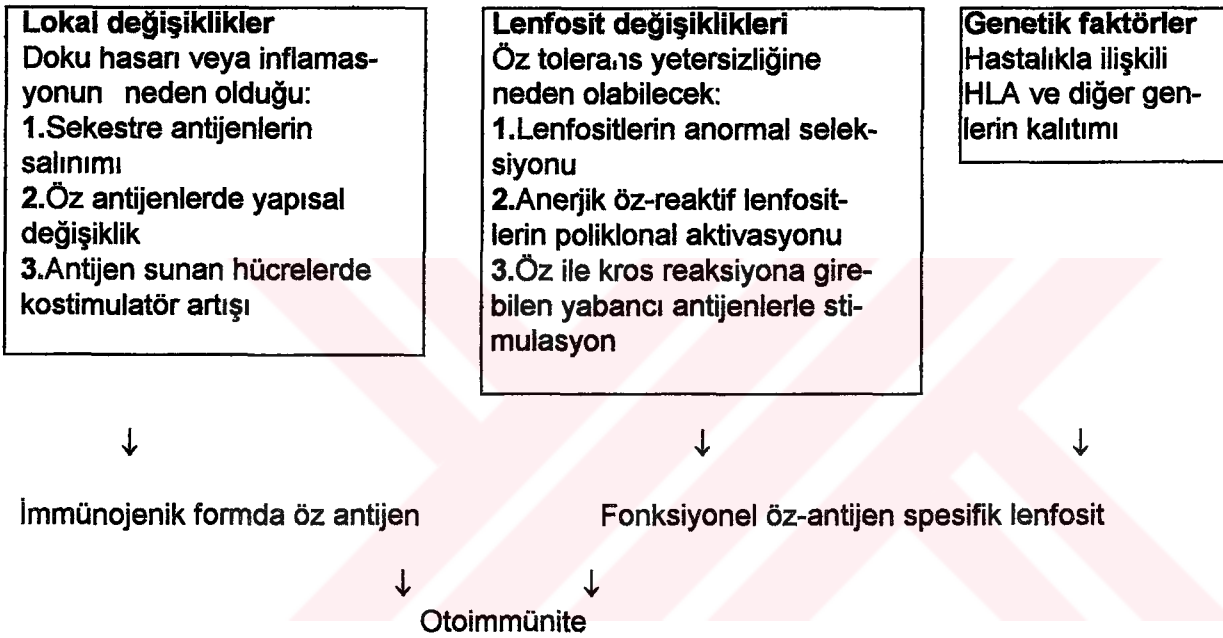 Lokal değişiklikler
Doku hasarı veya inflamas-
yonun neden olduğu:
1.Sekestre antijenlerin
salınımı
2.Öz antijenlerde yapısal
değişiklik
3.Antijen sunan hücrelerde
kostimulatör artışı
Lenfosit değişiklikleri
Öz tolerans yetersizliğine
neden olabilecek:
1.Lenfositlerin anormal selek-
siyonu
2.Anerjik öz-reaktif lenfosit-
lerin poliklonal aktivasyonu
3.Öz ile kros reaksiyona gire-
bilen yabancı antijenlerle sti-
mulasyon
Genetik faktörler
Hastalıkla ilişkili
HLA ve diğer gen-
lerin kalıtımı
↓ ↓ ↓
İmmünojenik formda öz antijen Fonksiyonel öz-antijen spesifik lenfosit
↓ ↓
Otoimmünite